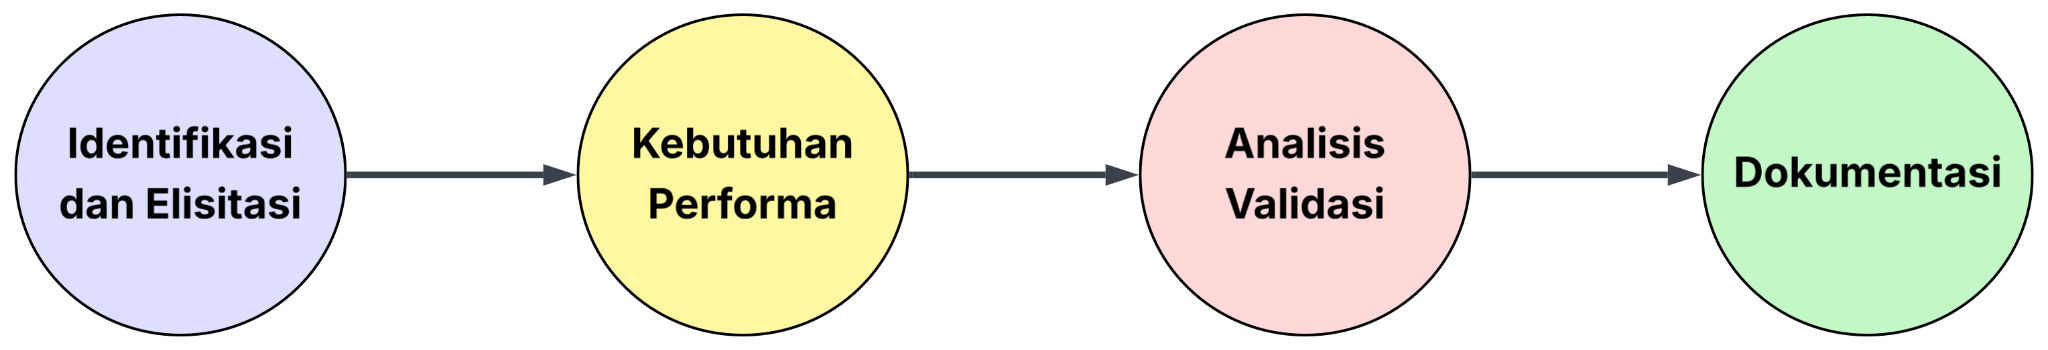 Identifikasi
dan Elisitasi
Kebutuhan
Performa
Analisis
Validasi
Dokumentasi